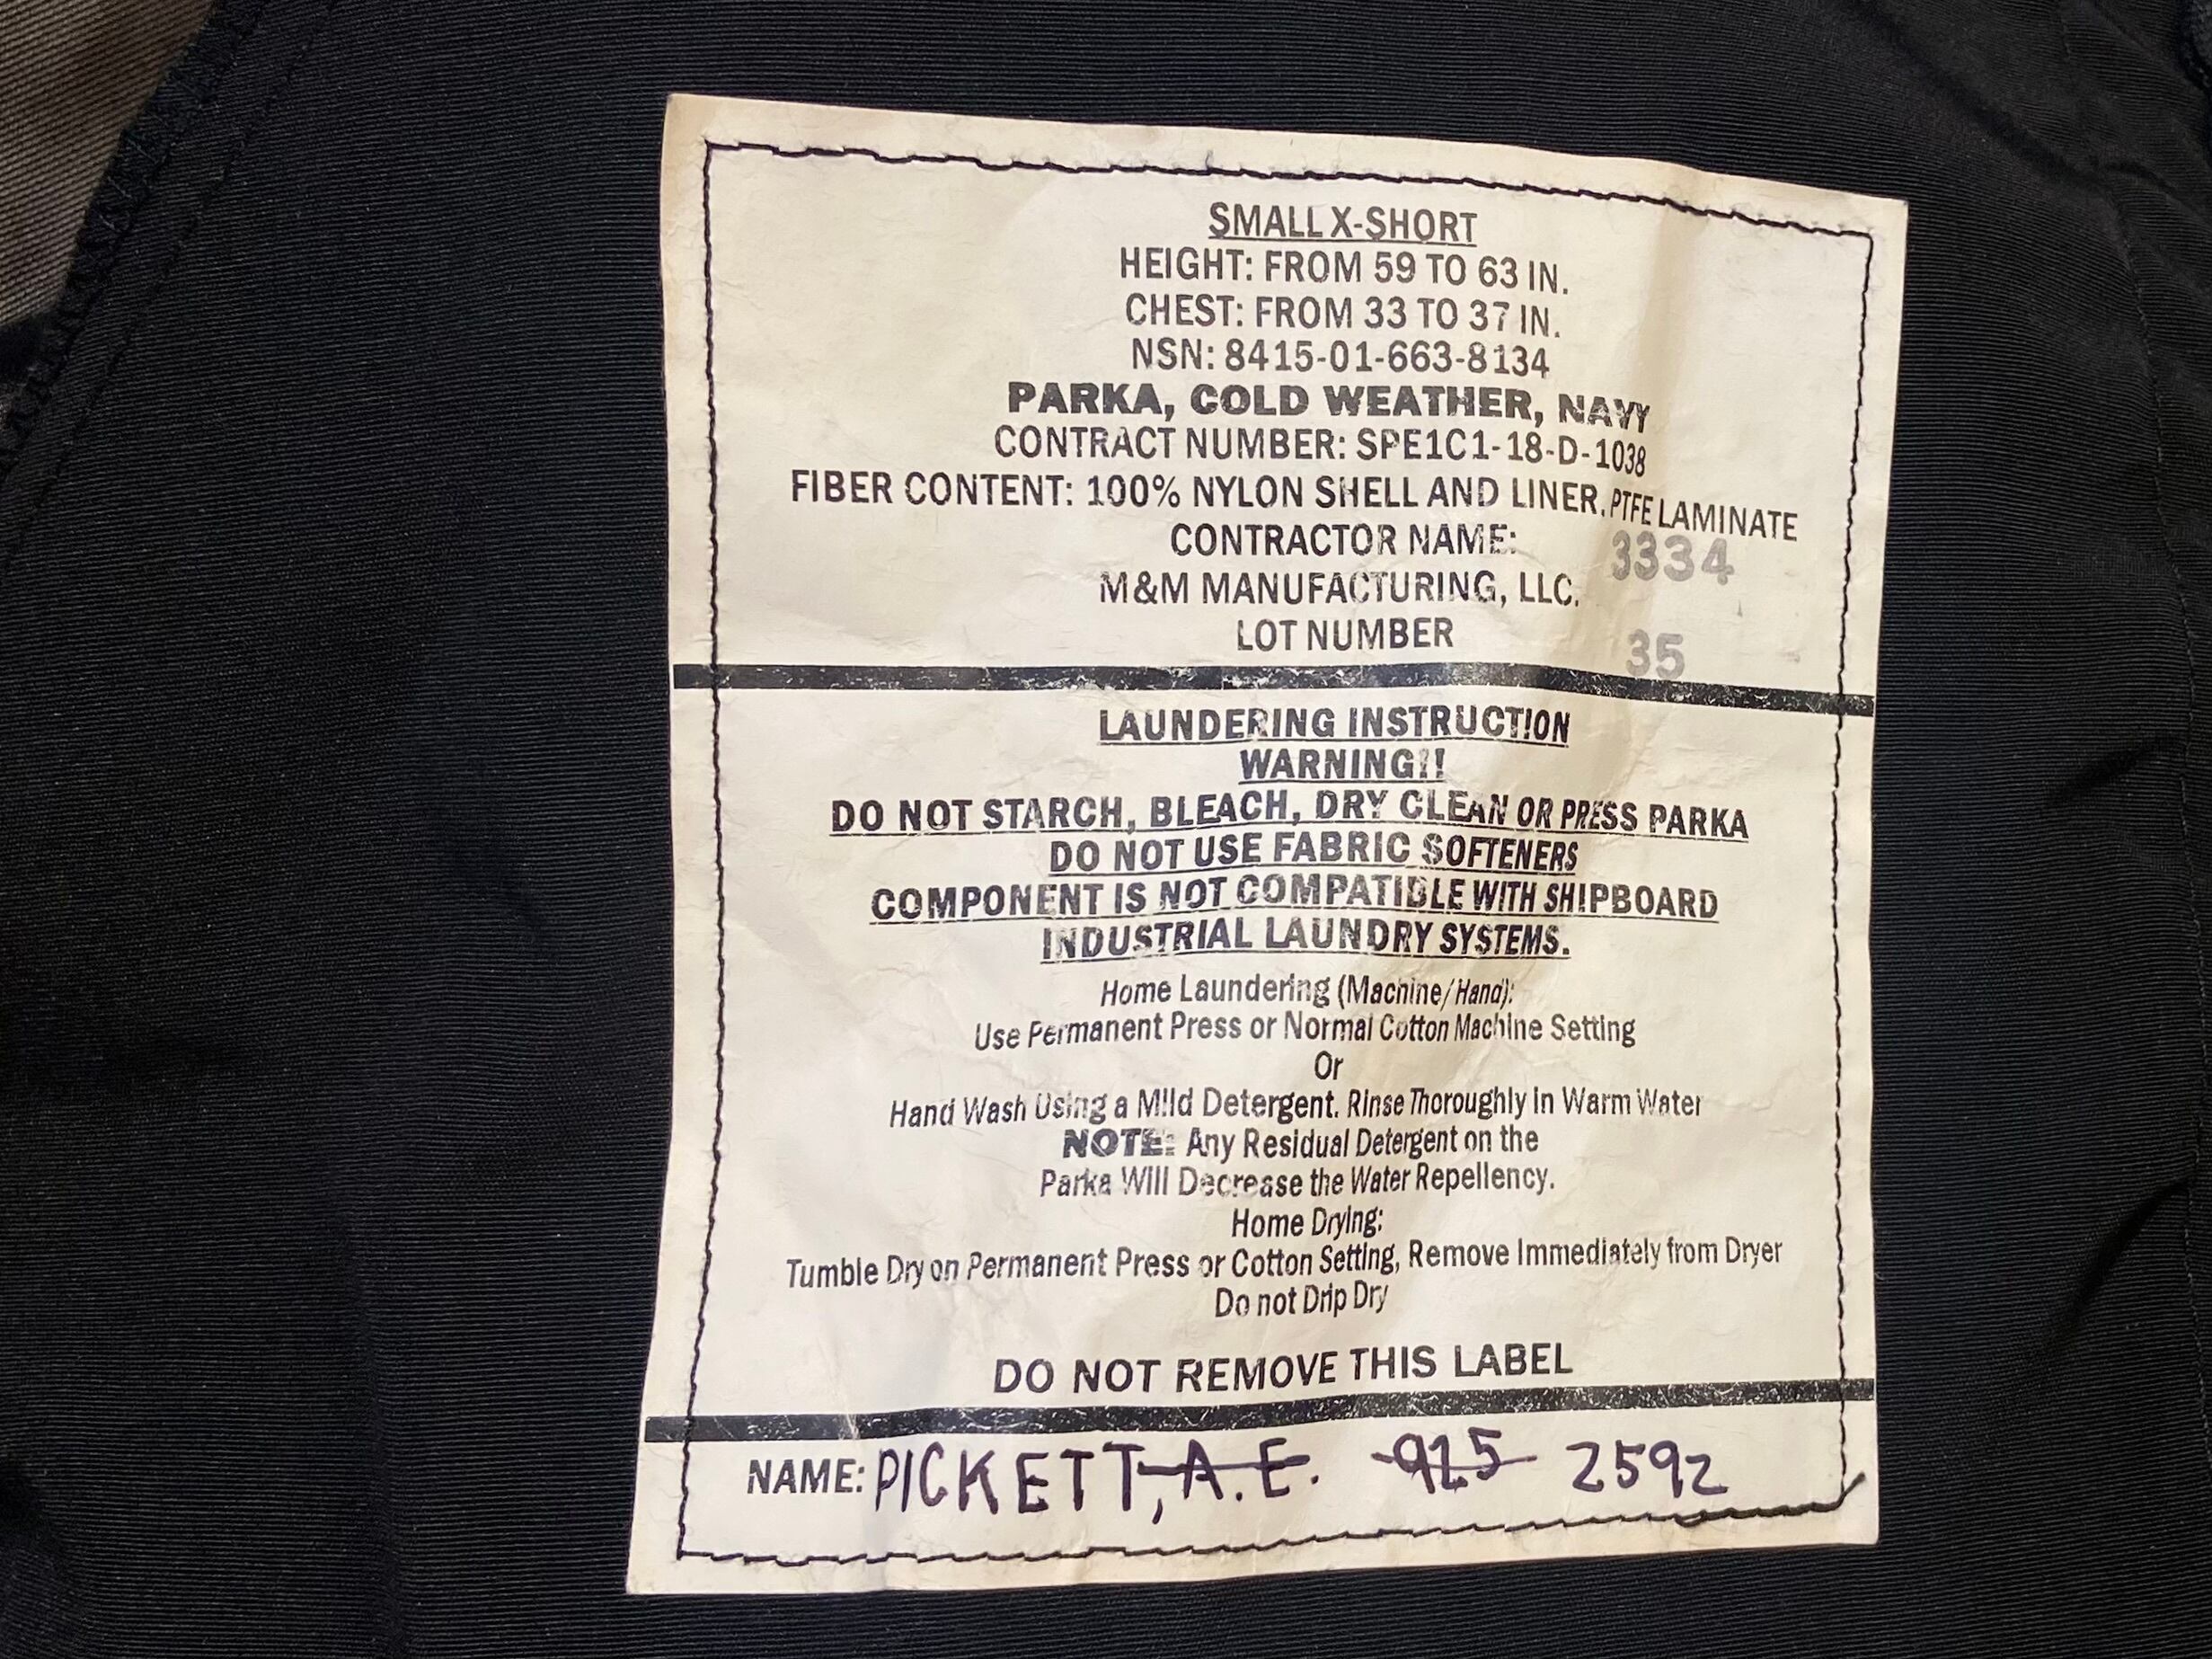 SMALL X-SHORT
HEIGHT: FROM 59 TO 63 IN.
CHEST: FROM 33 TO 37 IN.
NSN: 8415-01-663-8134
PARKA, COLD WEATHER, NAVY
CONTRACT NUMBER: SPE1C1-18-D-1038
FIBER CONTENT: 100% NYLON SHELL AND LINER, PTFE LAMINATE
CONTRACTOR NAME: 3334
M&M MANUFACTURING, LLC.
LOT NUMBER 35
LAUNDERING INSTRUCTION
WARNING!!
DO NOT STARCH, BLEACH, DRY CLEAN OR PRESS PARKA
DO NOT USE FABRIC SOFTENERS
COMPONENT IS NOT COMPATIBLE WITH SHIPBOARD
INDUSTRIAL LAUNDRY SYSTEMS.
Home Laundering (Machine/Hand):
Use Permanent Press or Normal Cotton Machine Setting
Or
Hand Wash Using a Mild Detergent. Rinse Thoroughly in Warm Water
NOTE: Any Residual Detergent on the
Parka Will Decrease the Water Repellency.
Home Drying:
Tumble Dry on Permanent Press or Cotton Setting, Remove Immediately from Dryer
Do not Drip Dry
DO NOT REMOVE THIS LABEL
NAME: PICKETT, A.E. 925 2592